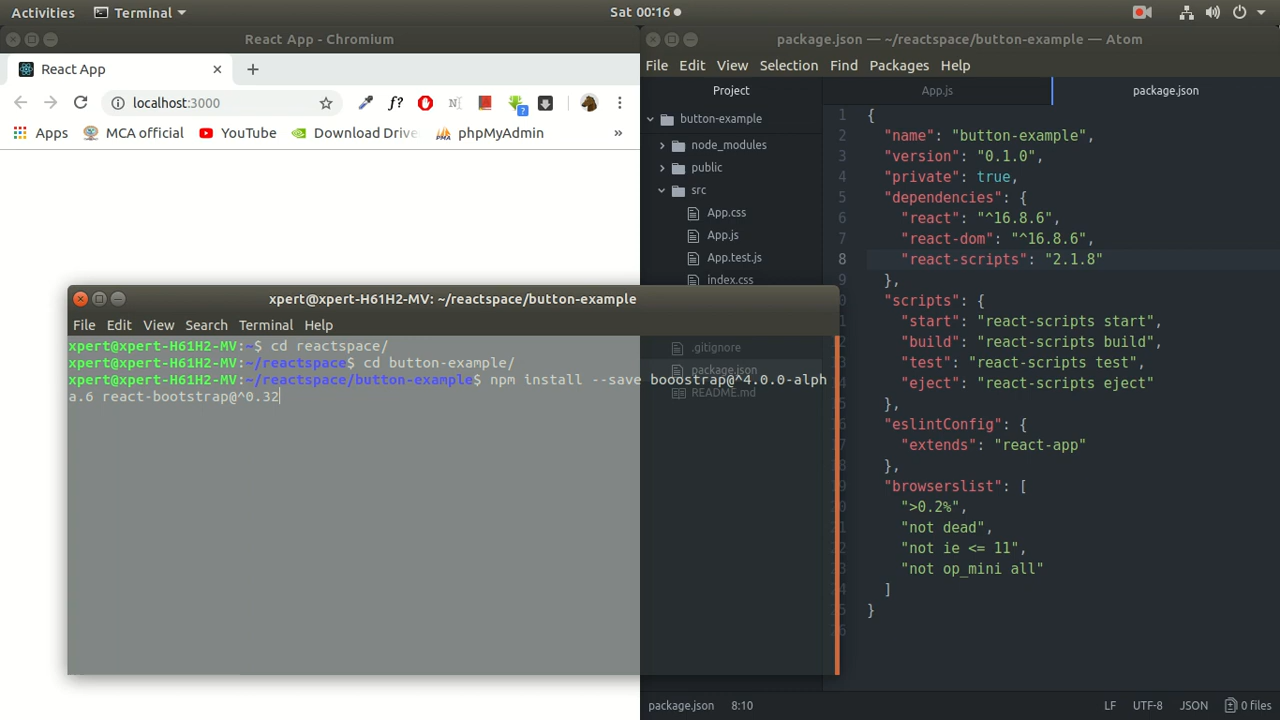 Activities Terminal Sat 00:16
React App - Chromium
React App
localhost:3000
f?
Apps MCA official YouTube Download Drive phpMyAdmin »
package.json — ~/reactspace/button-example — Atom
File Edit View Selection Find Packages Help
Project App.js package.json
button-example
node_modules
public
src
App.css
App.js
App.test.js
index.css
.gitignore
package.json
README.md
1 {
2 "name": "button-example",
3 "version": "0.1.0",
4 "private": true,
5 "dependencies": {
6 "react": "^16.8.6",
7 "react-dom": "^16.8.6",
8 "react-scripts": "2.1.8"
9 },
"scripts": {
"start": "react-scripts start",
"build": "react-scripts build",
"test": "react-scripts test",
"eject": "react-scripts eject"
},
"eslintConfig": {
"extends": "react-app"
},
"browserslist": [
">0.2%",
"not dead",
"not ie <= 11",
"not op_mini all"
]
}
26
xpert@xpert-H61H2-MV: ~/reactspace/button-example
File Edit View Search Terminal Help
xpert@xpert-H61H2-MV:~$ cd reactspace/
xpert@xpert-H61H2-MV:~/reactspace$ cd button-example/
xpert@xpert-H61H2-MV:~/reactspace/button-example$ npm install --save booostrap@^4.0.0-alph
a.6 react-bootstrap@^0.32
package.json 8:10 LF UTF-8 JSON 0 files